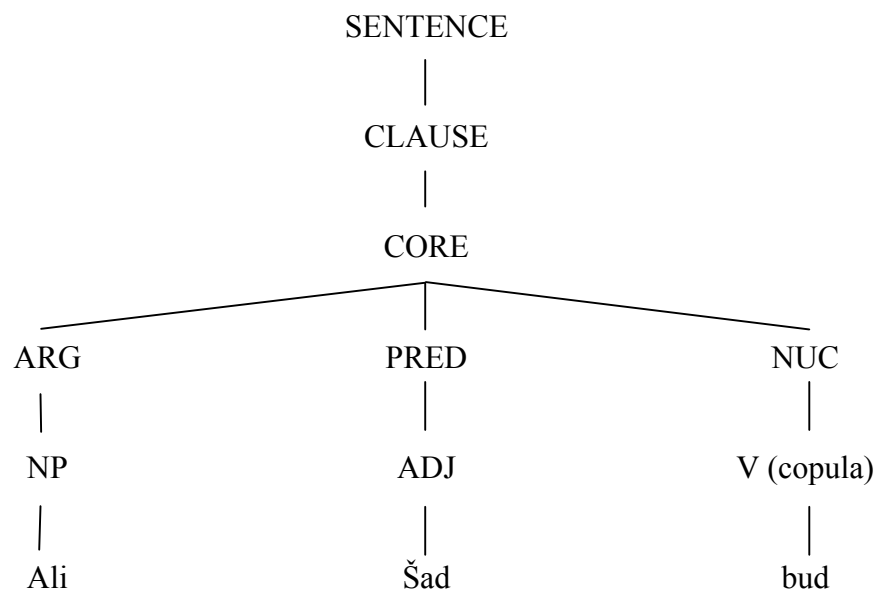 SENTENCE
CLAUSE
CORE
ARG PRED NUC
NP ADJ V (copula)
Ali Šad bud